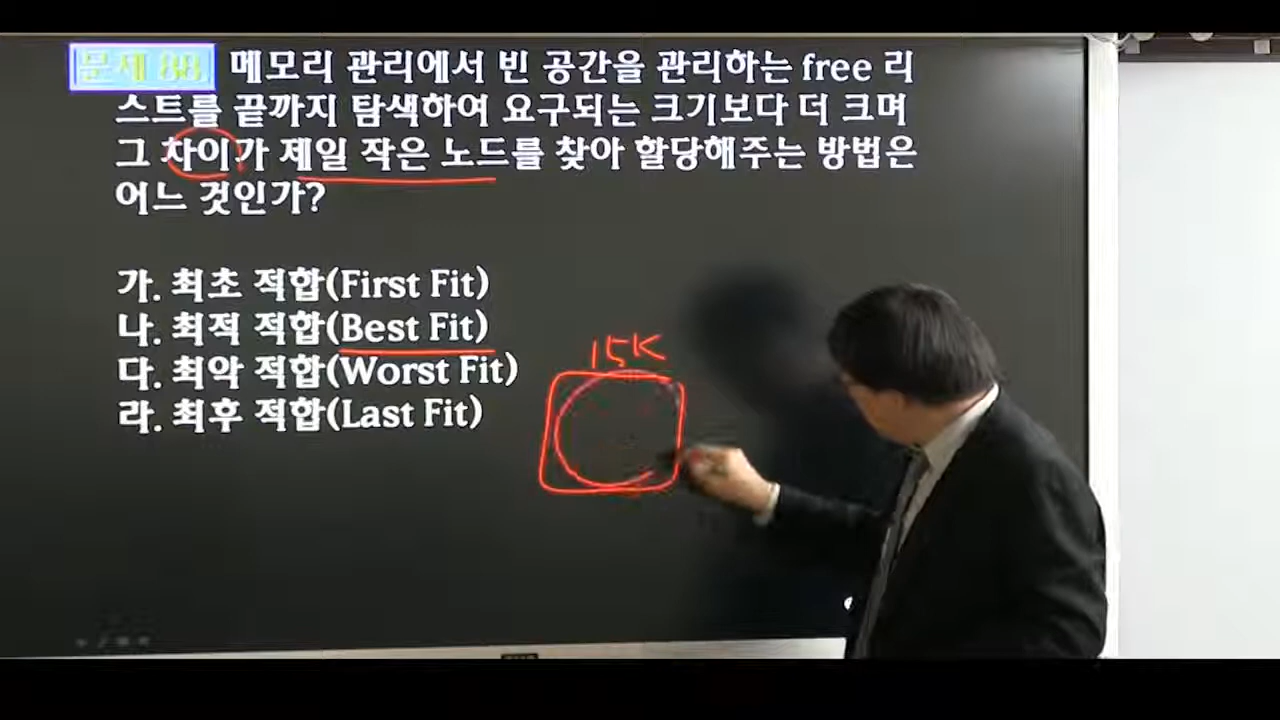 문제 88. 메모리 관리에서 빈 공간을 관리하는 free 리
스트를 끝까지 탐색하여 요구되는 크기보다 더 크며
그 차이가 제일 작은 노드를 찾아 할당해주는 방법은
어느 것인가?
가. 최초 적합(First Fit)
나. 최적 적합(Best Fit)
다. 최악 적합(Worst Fit)
라. 최후 적합(Last Fit)
15K